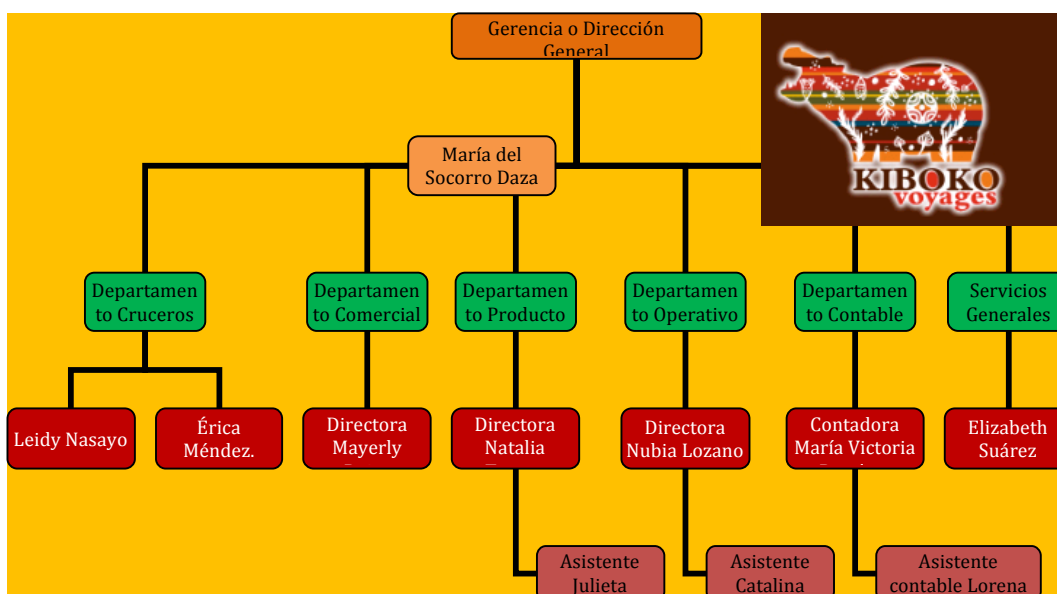 Gerencia o Dirección
General
KIBOKO
voyages
María del
Socorro Daza
Departamen
to Cruceros
Departamen
to Comercial
Departamen
to Producto
Departamen
to Operativo
Departamen
to Contable
Servicios
Generales
Leidy Nasayo
Érica
Méndez.
Directora
Mayerly
Directora
Natalia
Directora
Nubia Lozano
Contadora
María Victoria
Elizabeth
Suárez
Asistente
Julieta
Asistente
Catalina
Asistente
contable Lorena